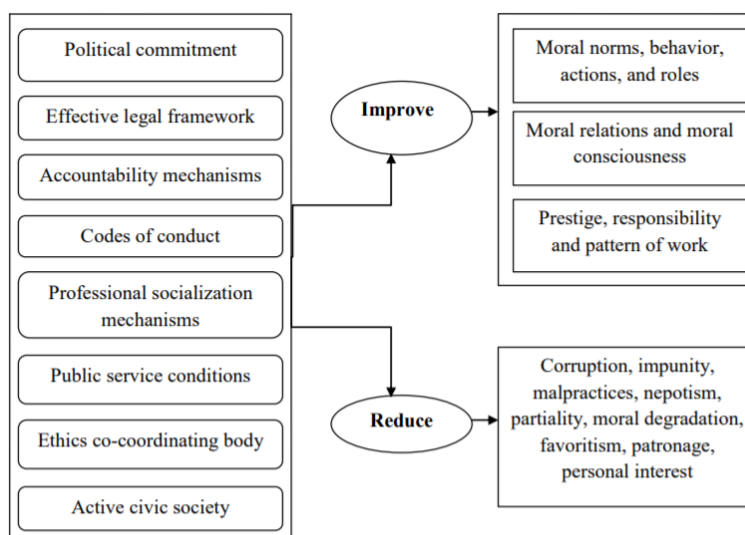 Political commitment
Effective legal framework
Accountability mechanisms
Codes of conduct
Professional socialization
mechanisms
Public service conditions
Ethics co-coordinating body
Active civic society
Improve
Reduce
Moral norms, behavior,
actions, and roles
Moral relations and moral
consciousness
Prestige, responsibility
and pattern of work
Corruption, impunity,
malpractices, nepotism,
partiality, moral degradation,
favoritism, patronage,
personal interest